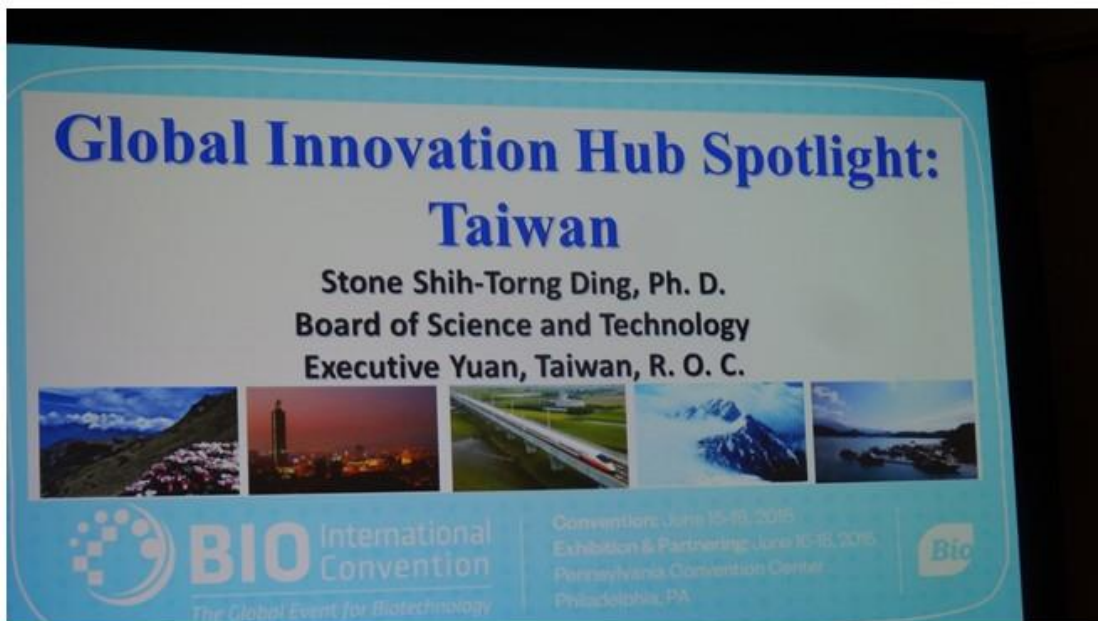 Global Innovation Hub Spotlight:
Taiwan
Stone Shih-Torng Ding, Ph. D.
Board of Science and Technology
Executive Yuan, Taiwan, R. O. C.
BIO International
Convention
The Global Event for Biotechnology
Convention: June 15-18, 2015
Exhibition & Partnering: June 16-18, 2015
Pennsylvania Convention Center
Philadelphia, PA
Bio